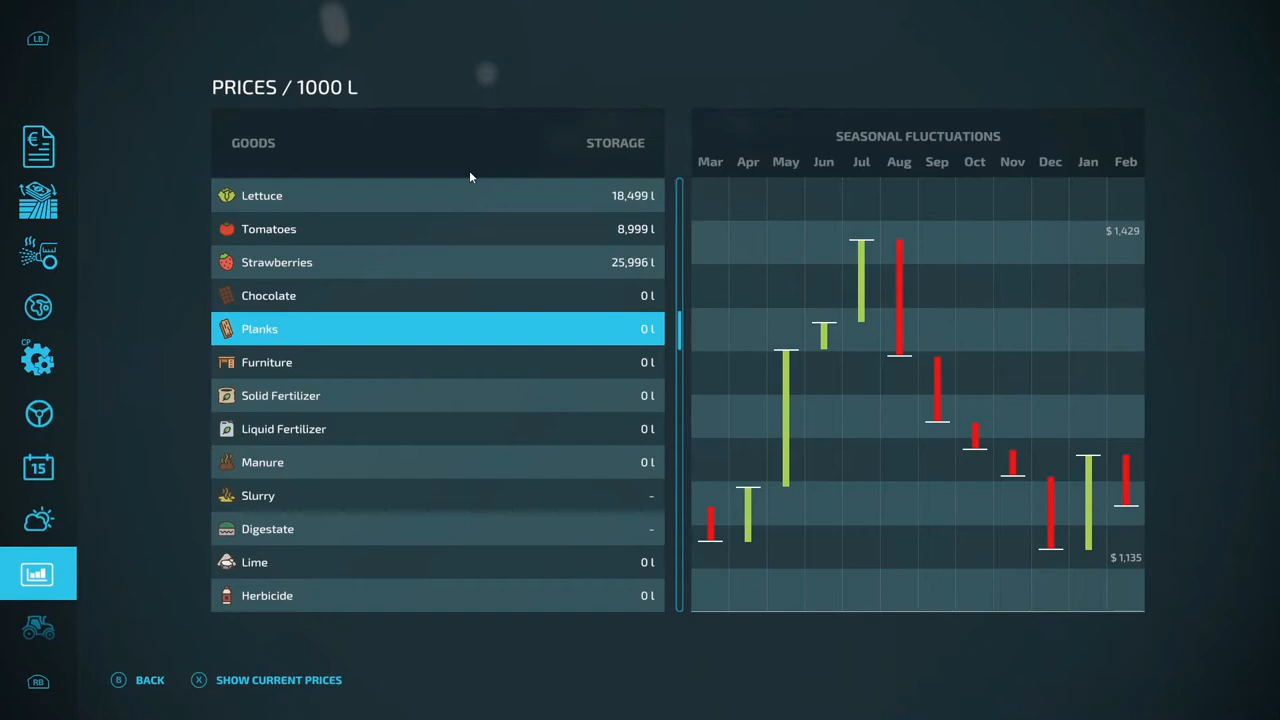 LB
PRICES / 1000 L
GOODS STORAGE
SEASONAL FLUCTUATIONS
Mar Apr May Jun Jul Aug Sep Oct Nov Dec Jan Feb
Lettuce 18,499 l
Tomatoes 8,999 l
Strawberries 25,996 l
Chocolate 0 l
Planks 0 l
Furniture 0 l
Solid Fertilizer 0 l
Liquid Fertilizer 0 l
Manure 0 l
Slurry -
Digestate -
Lime 0 l
Herbicide 0 l
$ 1,429
$ 1,135
€
CP
15
RB
B BACK X SHOW CURRENT PRICES